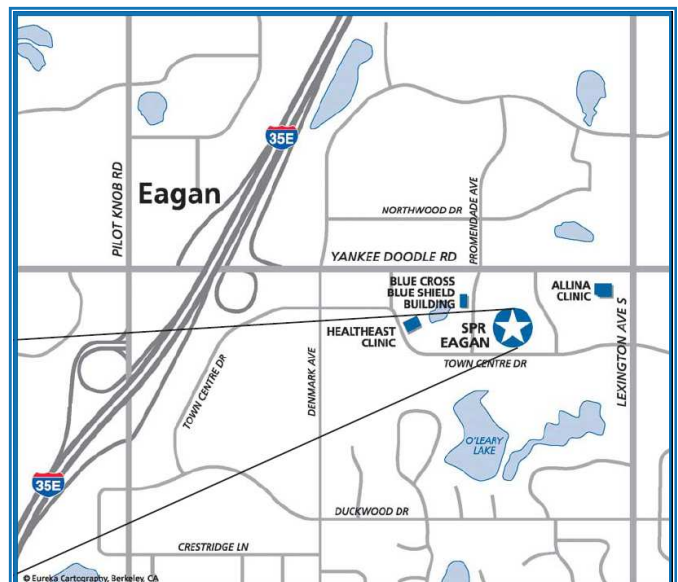 35E
PILOT KNOB RD
Eagan
NORTHWOOD DR
PROMENDADE AVE
YANKEE DOODLE RD
BLUE CROSS
BLUE SHIELD
BUILDING
ALLINA
CLINIC
HEALTHEAST
CLINIC
SPR
EAGAN
LEXINGTON AVE S
TOWN CENTRE DR
TOWN CENTRE DR
DENMARK AVE
O'LEARY
LAKE
35E
DUCKWOOD DR
CRESTRIDGE LN
© Eureka Cartography, Berkeley, CA